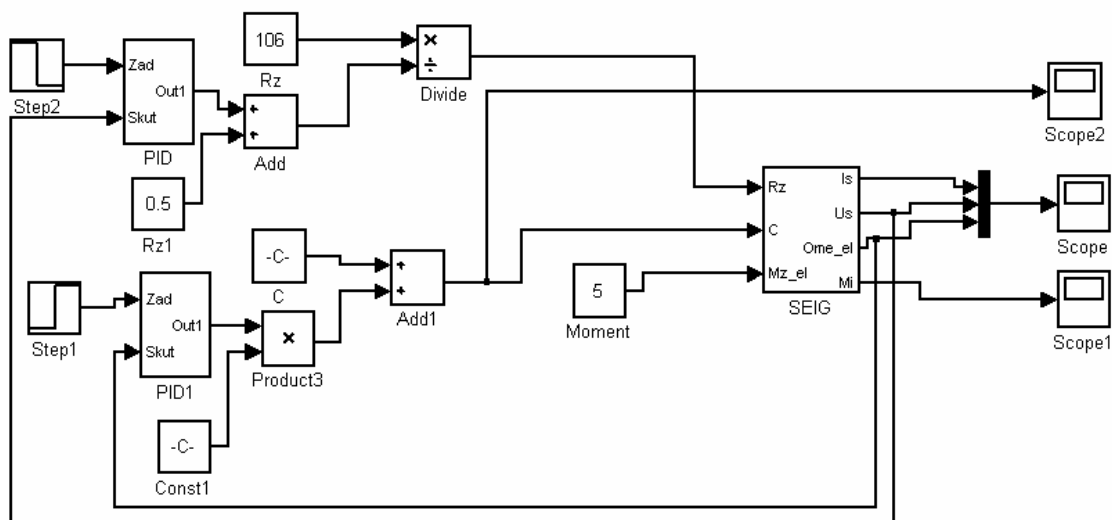 106
Rz
×
÷
Divide
Step2
Zad
Out1
Skut
PID
+
+
Add
0.5
Rz1
Scope2
Rz
C
Mz_el
Is
Us
Ome_el
Mi
SEIG
Scope
Scope1
-C-
C
+
+
Add1
5
Moment
Step1
Zad
Out1
Skut
PID1
×
Product3
-C-
Const1